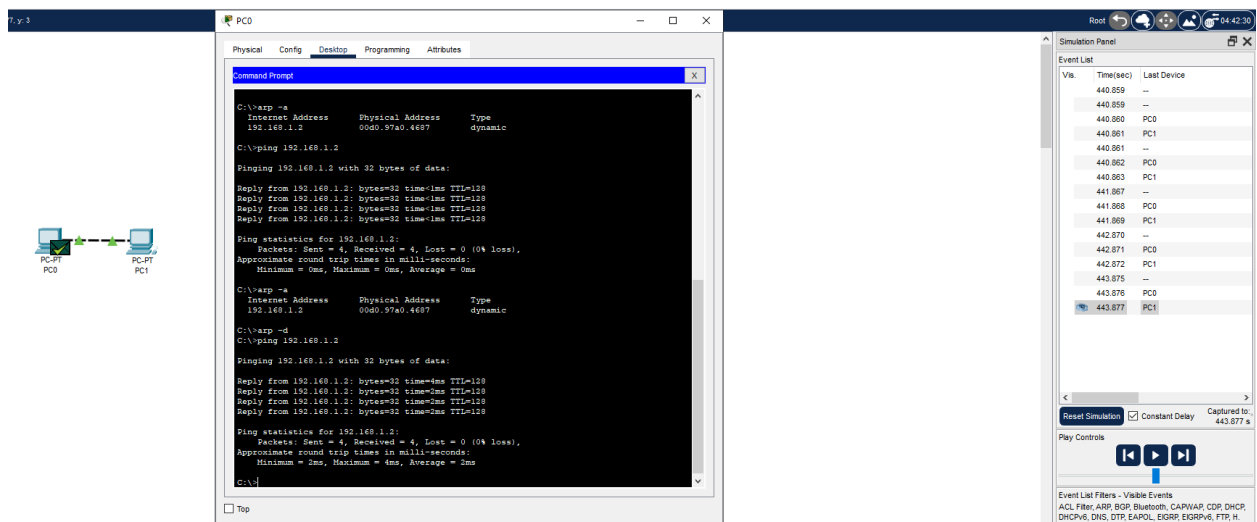 7, y: 3
Root
04:42:30
PC-PT
PC0
PC-PT
PC1
PC0
Physical Config Desktop Programming Attributes
Command Prompt
X
C:\>arp -a
Internet Address Physical Address Type
192.168.1.2 00d0.97a0.4687 dynamic
C:\>ping 192.168.1.2
Pinging 192.168.1.2 with 32 bytes of data:
Reply from 192.168.1.2: bytes=32 time<1ms TTL=128
Reply from 192.168.1.2: bytes=32 time<1ms TTL=128
Reply from 192.168.1.2: bytes=32 time<1ms TTL=128
Reply from 192.168.1.2: bytes=32 time<1ms TTL=128
Ping statistics for 192.168.1.2:
Packets: Sent = 4, Received = 4, Lost = 0 (0% loss),
Approximate round trip times in milli-seconds:
Minimum = 0ms, Maximum = 0ms, Average = 0ms
C:\>arp -a
Internet Address Physical Address Type
192.168.1.2 00d0.97a0.4687 dynamic
C:\>arp -d
C:\>ping 192.168.1.2
Pinging 192.168.1.2 with 32 bytes of data:
Reply from 192.168.1.2: bytes=32 time=4ms TTL=128
Reply from 192.168.1.2: bytes=32 time=2ms TTL=128
Reply from 192.168.1.2: bytes=32 time=2ms TTL=128
Reply from 192.168.1.2: bytes=32 time=2ms TTL=128
Ping statistics for 192.168.1.2:
Packets: Sent = 4, Received = 4, Lost = 0 (0% loss),
Approximate round trip times in milli-seconds:
Minimum = 2ms, Maximum = 4ms, Average = 2ms
C:\>
Top
Simulation Panel
Event List
Vis. Time(sec) Last Device
440.859 --
440.859 --
440.860 PC0
440.861 PC1
440.861 --
440.862 PC0
440.863 PC1
441.867 --
441.868 PC0
441.869 PC1
442.870 --
442.871 PC0
442.872 PC1
443.875 --
443.876 PC0
443.877 PC1
Reset Simulation Constant Delay Captured to:
443.877 s
Play Controls
Event List Filters - Visible Events
ACL Filter, ARP, BGP, Bluetooth, CAPWAP, CDP, DHCP,
DHCPv6, DNS, DTP, EAPOL, EIGRP, EIGRPv6, FTP, H.